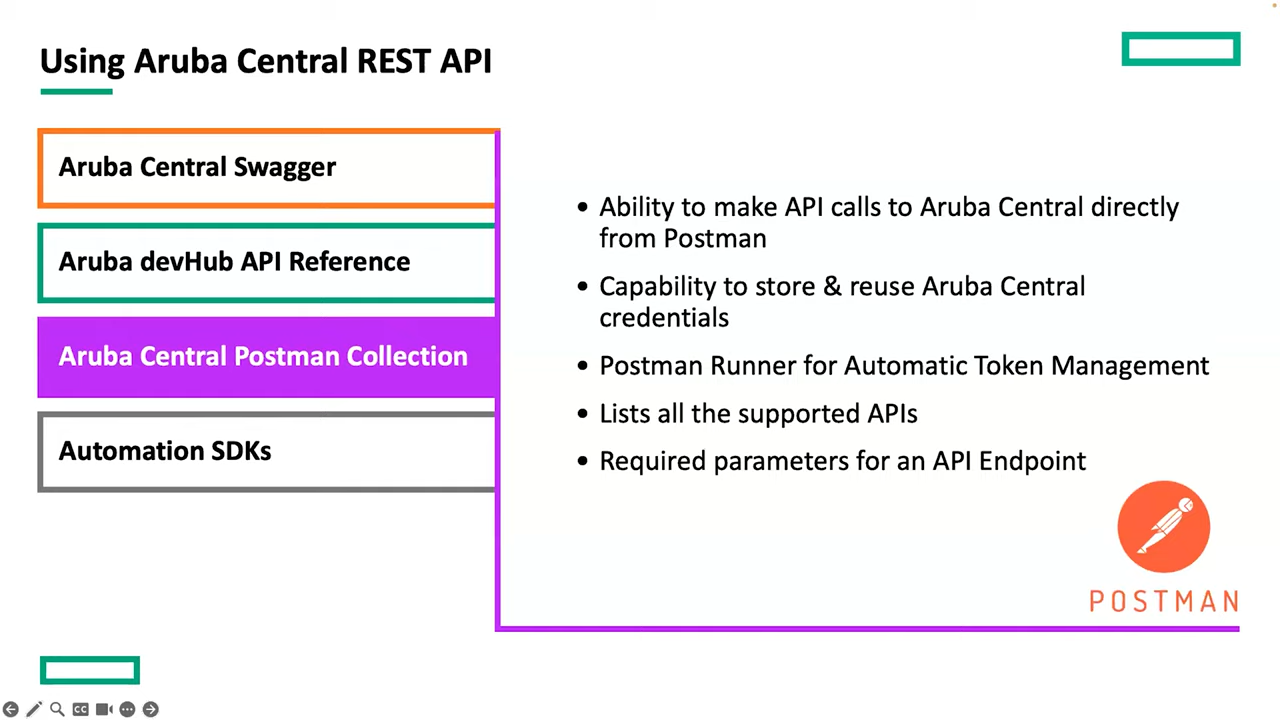 Using Aruba Central REST API
Aruba Central Swagger
Aruba devHub API Reference
Aruba Central Postman Collection
Automation SDKs
• Ability to make API calls to Aruba Central directly
from Postman
• Capability to store & reuse Aruba Central
credentials
• Postman Runner for Automatic Token Management
• Lists all the supported APIs
• Required parameters for an API Endpoint
POSTMAN
CC